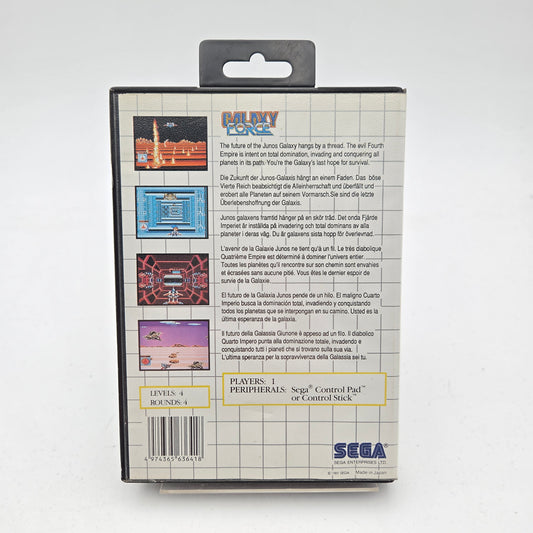 GALAXY
FORCE
The future of the Junos Galaxy hangs by a thread. The evil Fourth
Empire is intent on total domination, invading and conquering all
planets in its path. You're the Galaxy's last hope for survival.
Die Zukunft der Junos-Galaxis hängt an einem Faden. Das böse
Vierte Reich beabsichtigt die Alleinherrschaft und überfällt und
erobert alle Planeten auf seinem Vormarsch. Sie sind die letzte
Überlebenshoffnung der Galaxis.
Junos galaxens framtid hänger på en skör tråd. Det onda Fjärde
Imperiet är inställd på invadering och total dominans av alla
planeter i deras väg. Du är galaxens sista hopp för överlevnad.
L'avenir de la Galaxie Junos ne tient qu'à un fil. Le très diabolique
Quatrième Empire est déterminé à dominer l'univers entier.
Toutes les planètes qu'il rencontre sur son chemin sont envahies
et écrasées sans aucune pitié. Vous êtes le dernier espoir de
survie de la Galaxie.
El futuro de la Galaxia Junos pende de un hilo. El maligno Cuarto
Imperio busca la dominación total, invadiendo y conquistando
todos los planetas que se interpongan en su camino. Usted es la
última esperanza de la galaxia.
Il futuro della Galassia Giunone è appeso ad un filo. Il diabolico
Quarto Impero punta alla dominazione totale, invadendo e
conquistando tutti i pianeti che si trovano sulla sua via.
L'ultima speranza per la sopravvivenza della Galassia sei tu.
LEVELS: 4
ROUNDS: 4
PLAYERS: 1
PERIPHERALS: Sega® Control Pad™
or Control Stick™
4 974365 636418
SEGA
SEGA ENTERPRISES LTD.
SEGA Made in Japan